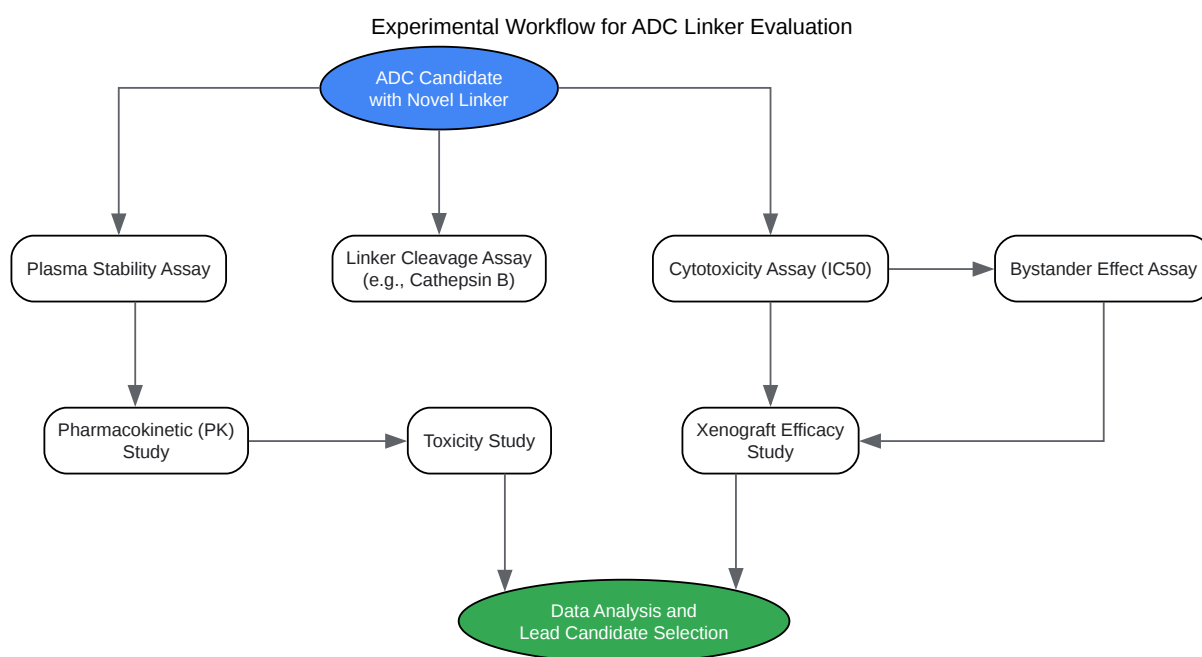 Experimental Workflow for ADC Linker Evaluation
ADC Candidate
with Novel Linker
Plasma Stability Assay
Linker Cleavage Assay
(e.g., Cathepsin B)
Cytotoxicity Assay (IC50)
Bystander Effect Assay
Pharmacokinetic (PK)
Study
Toxicity Study
Xenograft Efficacy
Study
Data Analysis and
Lead Candidate Selection